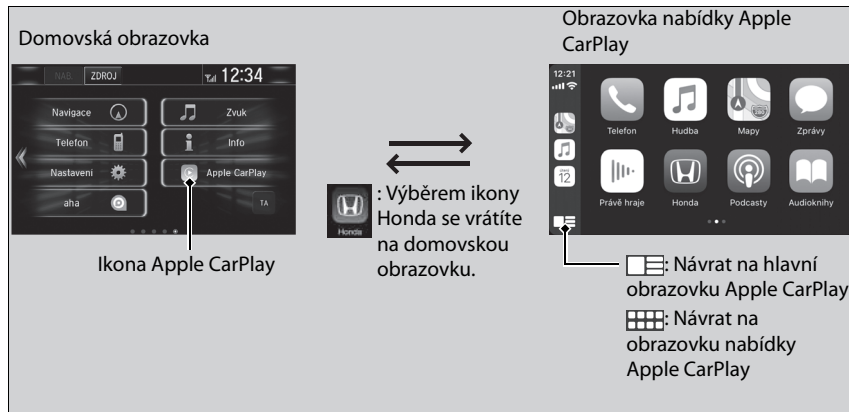 Domovská obrazovka
NAB.
ZDROJ
12:34
Navigace
Zvuk
Telefon
Info
Nastavení
Apple CarPlay
aha
TA
Ikona Apple CarPlay
Honda
: Výběrem ikony
Honda se vrátíte
na domovskou
obrazovku.
Obrazovka nabídky Apple
CarPlay
12:21
12
Telefon
Hudba
Mapy
Zprávy
Právě hraje
Honda
Podcasty
Audioknihy
: Návrat na hlavní
obrazovku Apple CarPlay
: Návrat na
obrazovku nabídky
Apple CarPlay